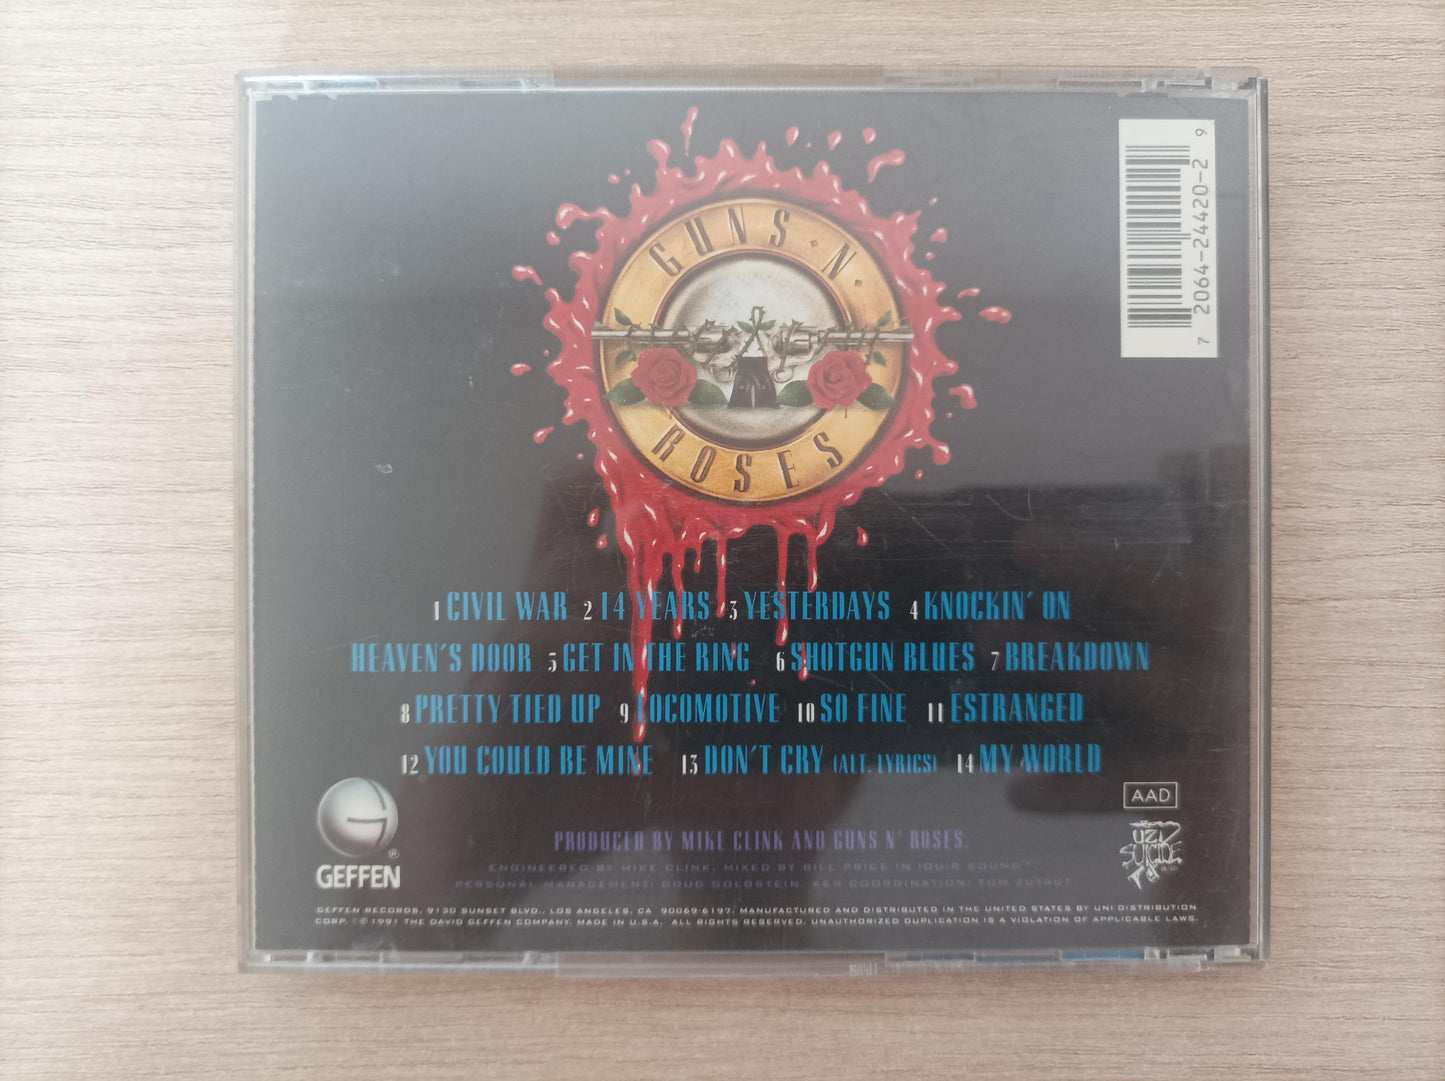 GUNS · N ·
ROSES
7 2064-24420-2 9
1 CIVIL WAR 2 14 YEARS 3 YESTERDAYS 4 KNOCKIN' ON
HEAVEN'S DOOR 5 GET IN THE RING 6 SHOTGUN BLUES 7 BREAKDOWN
8 PRETTY TIED UP 9 LOCOMOTIVE 10 SO FINE 11 ESTRANGED
12 YOU COULD BE MINE 13 DON'T CRY (ALT. LYRICS) 14 MY WORLD
G
®
GEFFEN
AAD
UZI
SUICIDE
PRODUCED BY MIKE CLINK AND GUNS N' ROSES.
ENGINEERED BY MIKE CLINK, MIXED BY BILL PRICE IN (OUIR SOUND".
PERSONAL MANAGEMENT: DOUG GOLDSTEIN, A&R COORDINATION: TOM ZUTAUT
GEFFEN RECORDS, 9130 SUNSET BLVD., LOS ANGELES, CA 90069-6197. MANUFACTURED AND DISTRIBUTED IN THE UNITED STATES BY UNI DISTRIBUTION
CORP. ©℗ 1991 THE DAVID GEFFEN COMPANY. MADE IN U.S.A. ALL RIGHTS RESERVED. UNAUTHORIZED DUPLICATION IS A VIOLATION OF APPLICABLE LAWS.